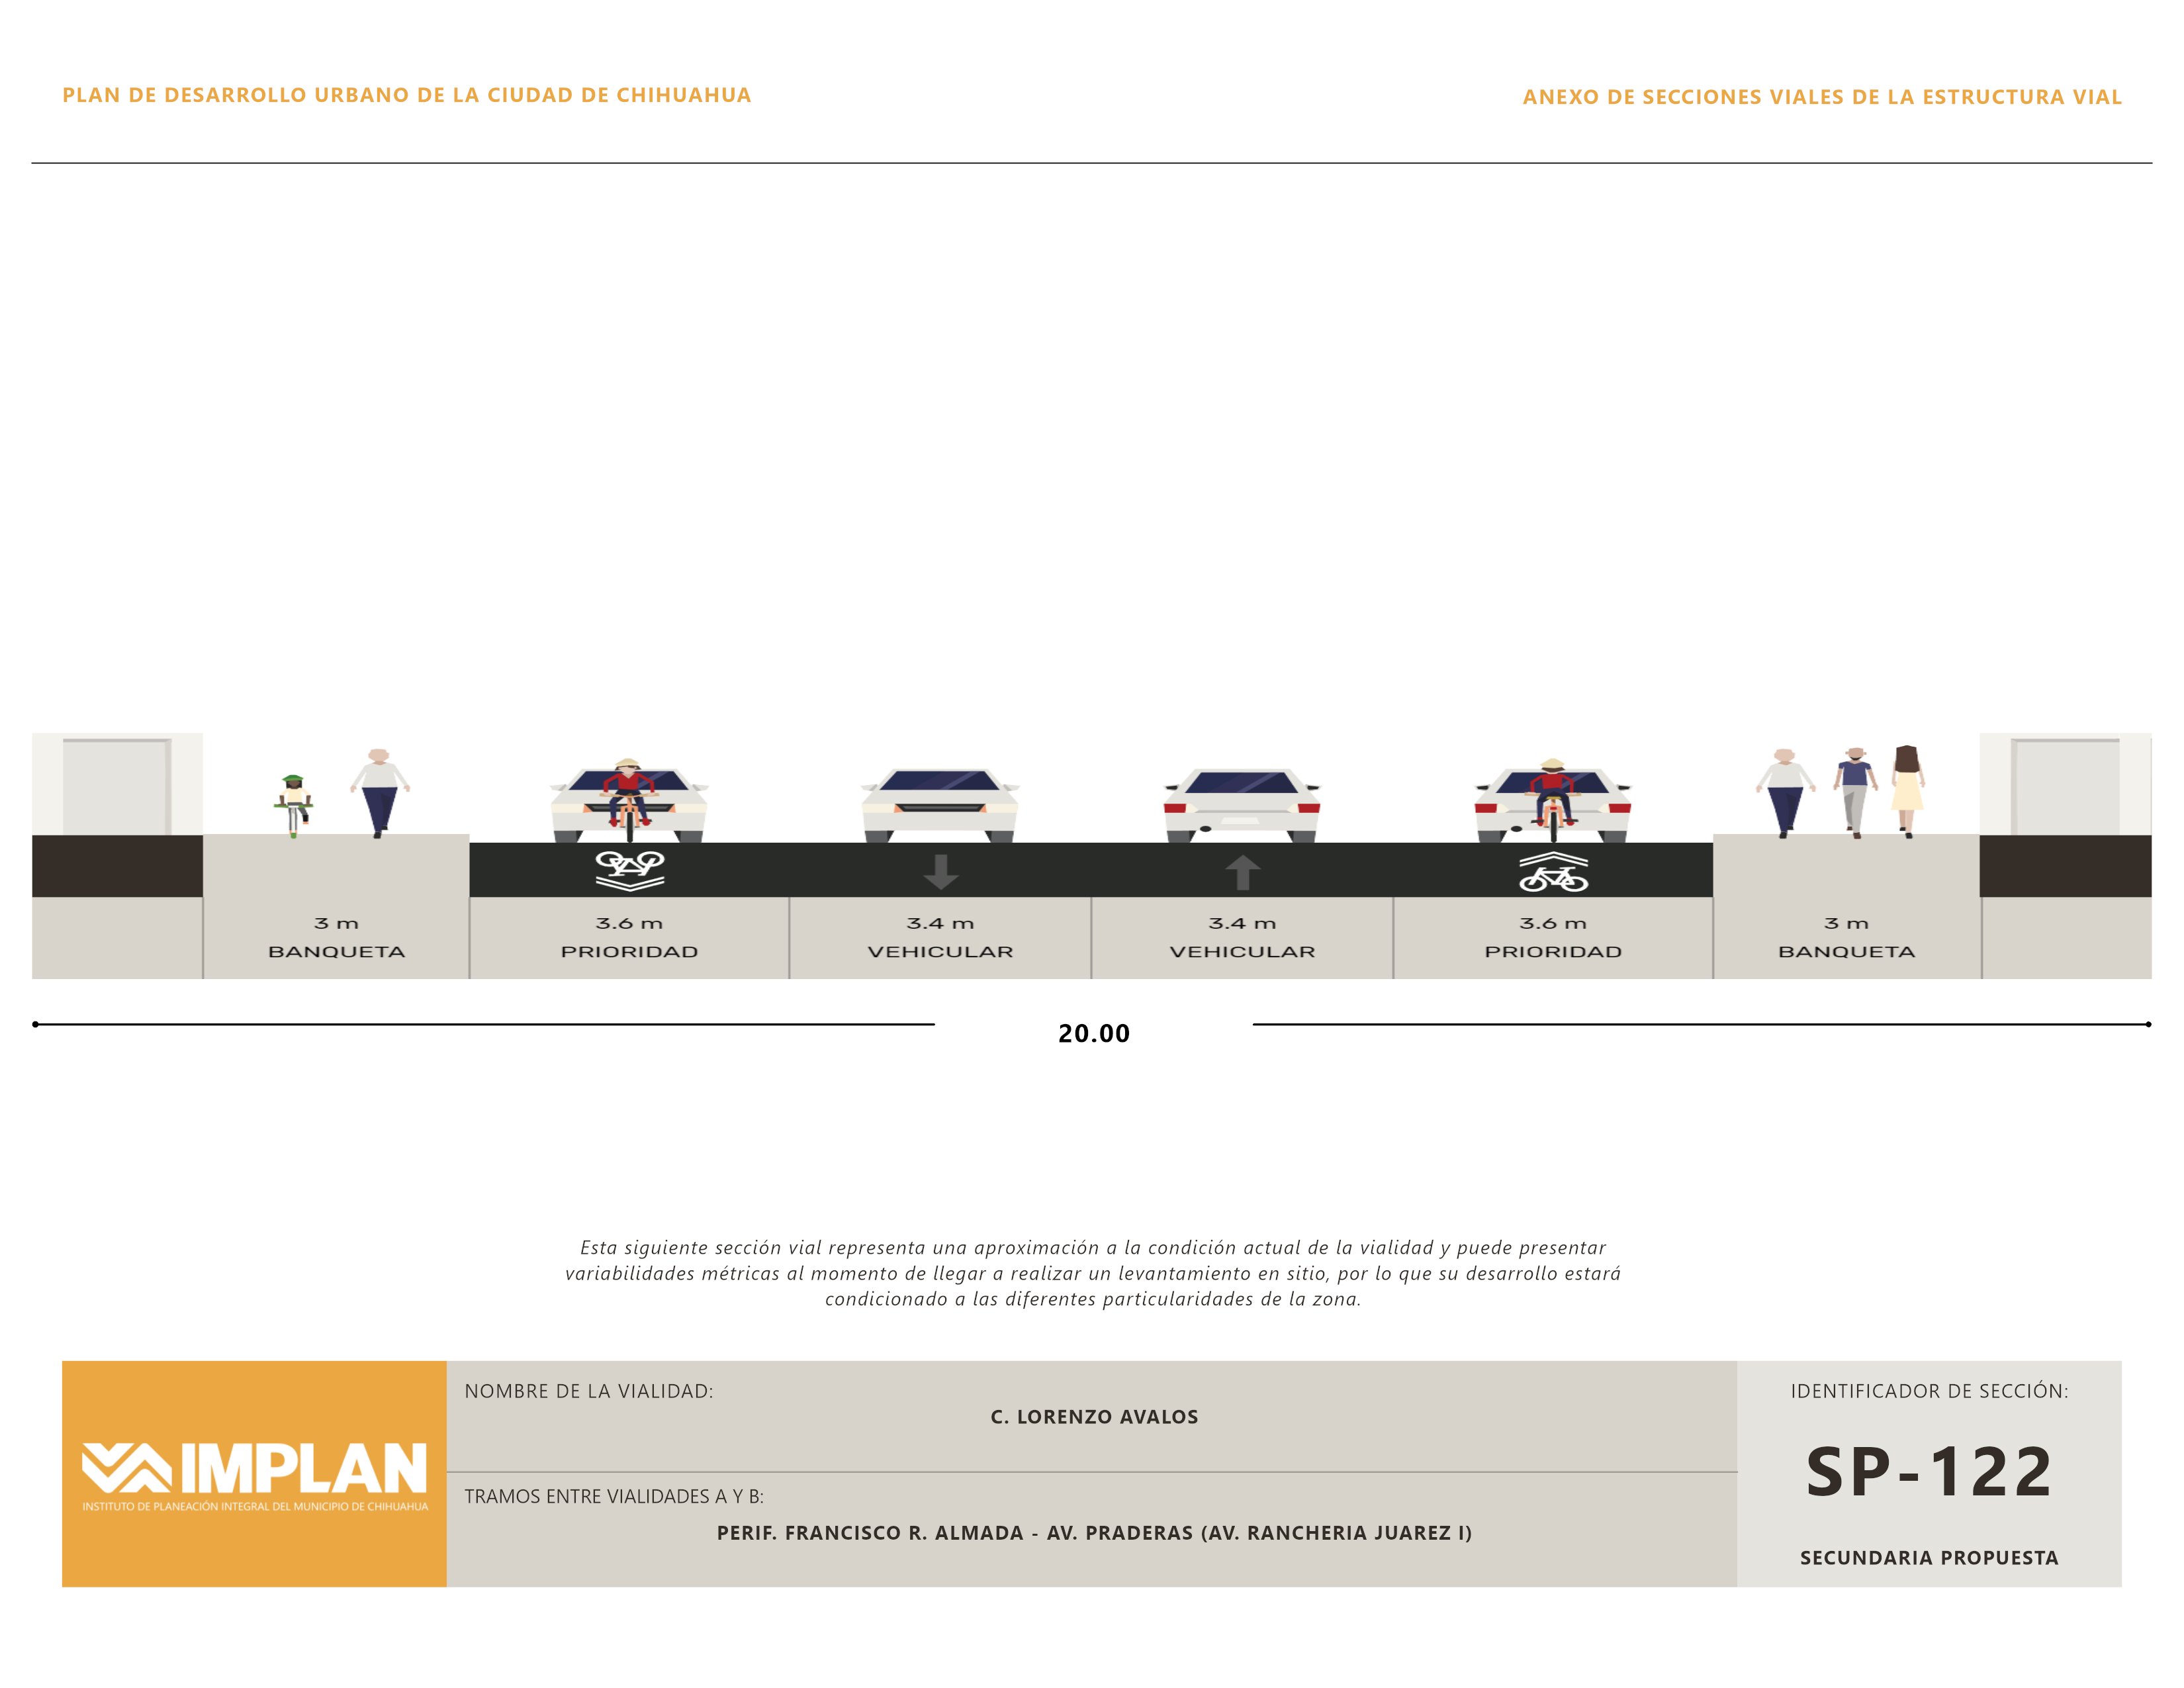 PLAN DE DESARROLLO URBANO DE LA CIUDAD DE CHIHUAHUA
ANEXO DE SECCIONES VIALES DE LA ESTRUCTURA VIAL
3 m
BANQUETA
3.6 m
PRIORIDAD
3.4 m
VEHICULAR
3.4 m
VEHICULAR
3.6 m
PRIORIDAD
3 m
BANQUETA
20.00
Esta siguiente sección vial representa una aproximación a la condición actual de la vialidad y puede presentar
variabilidades métricas al momento de llegar a realizar un levantamiento en sitio, por lo que su desarrollo estará
condicionado a las diferentes particularidades de la zona.
IMPLAN
INSTITUTO DE PLANEACIÓN INTEGRAL DEL MUNICIPIO DE CHIHUAHUA
NOMBRE DE LA VIALIDAD:
C. LORENZO AVALOS
TRAMOS ENTRE VIALIDADES A Y B:
PERIF. FRANCISCO R. ALMADA - AV. PRADERAS (AV. RANCHERIA JUAREZ I)
IDENTIFICADOR DE SECCIÓN:
SP-122
SECUNDARIA PROPUESTA